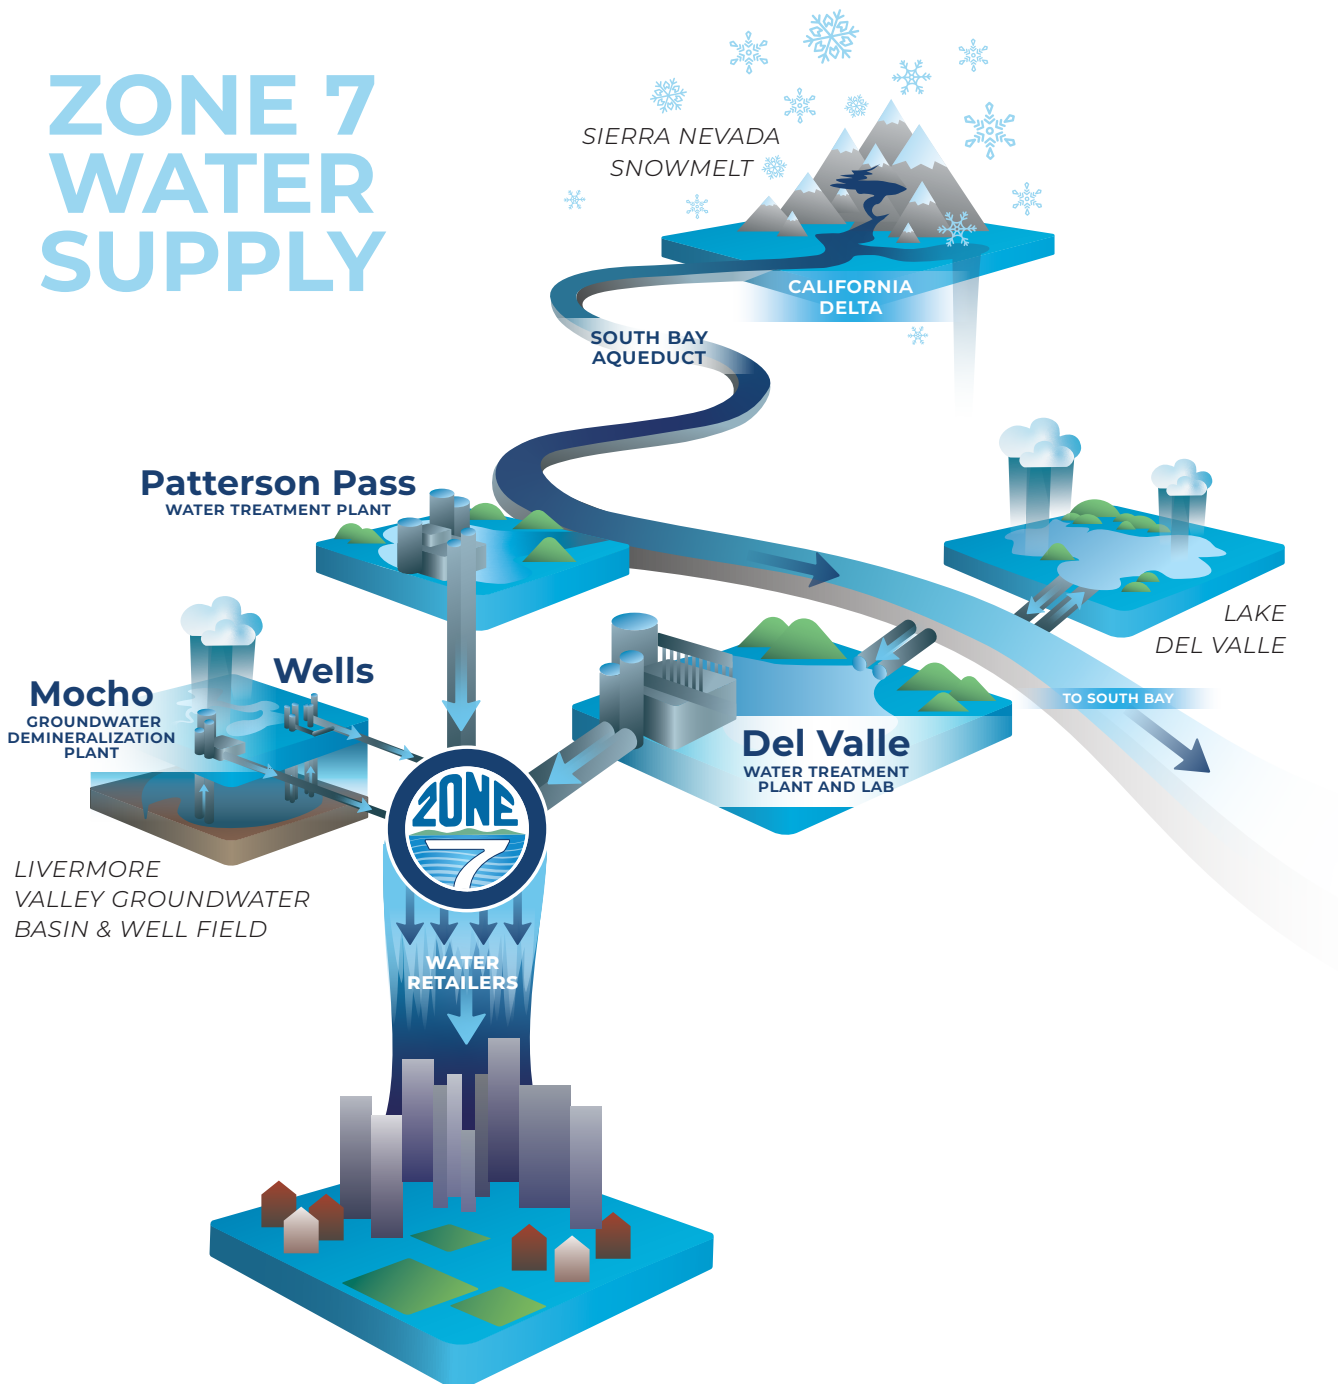 ZONE 7
WATER
SUPPLY
SIERRA NEVADA
SNOWMELT
CALIFORNIA
DELTA
SOUTH BAY
AQUEDUCT
Patterson Pass
WATER TREATMENT PLANT
LAKE
DEL VALLE
Wells
Mocho
GROUNDWATER
DEMINERALIZATION
PLANT
TO SOUTH BAY
Del Valle
WATER TREATMENT
PLANT AND LAB
ZONE
7
LIVERMORE
VALLEY GROUNDWATER
BASIN & WELL FIELD
WATER
RETAILERS